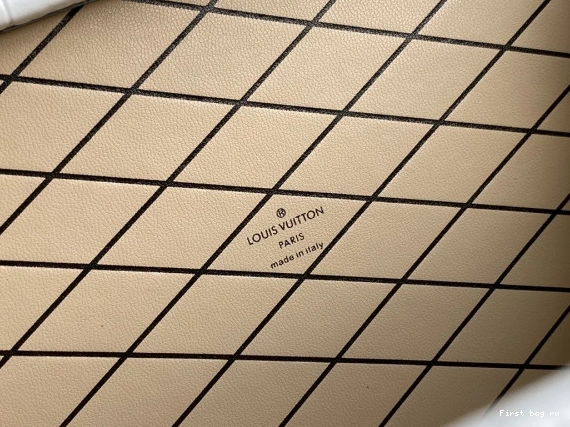 ®
LOUIS VUITTON
PARIS
made in italy
First bag ru